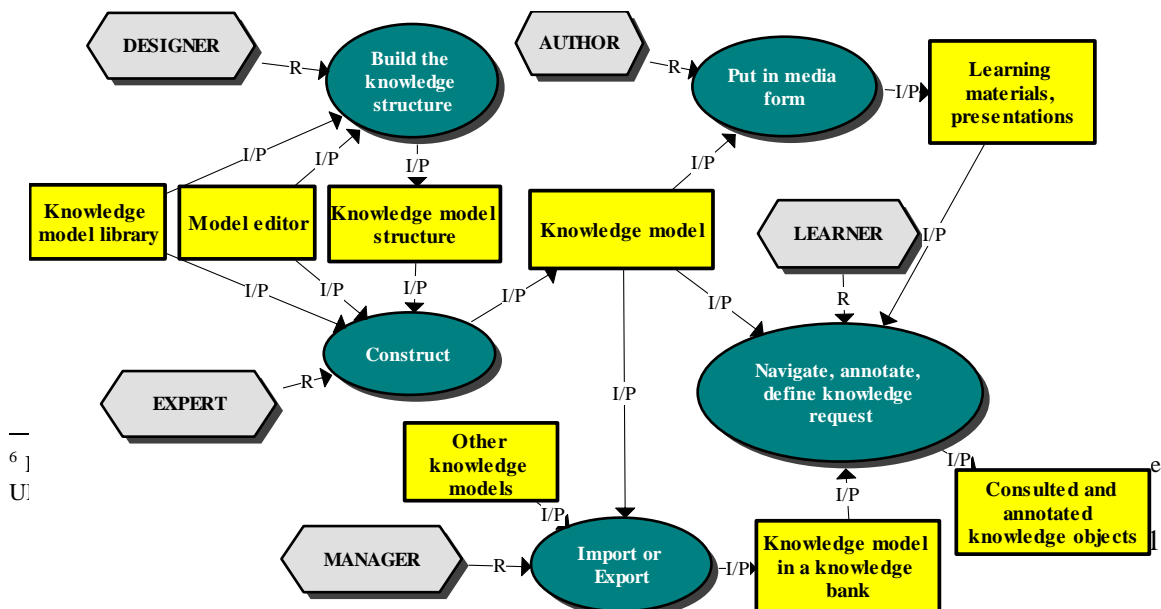 DESIGNER
R
Build the
knowledge
structure
AUTHOR
R
Put in media
form
I/P
Learning
materials,
presentations
I/P
I/P
I/P
I/P
Knowledge
model library
Model editor
Knowledge model
structure
Knowledge model
LEARNER
I/P
I/P
I/P
I/P
I/P
I/P
R
Construct
EXPERT
R
I/P
Navigate, annotate,
define knowledge
request
Other
knowledge
models
I/P
I/P
I/P
Consulted and
annotated
knowledge objects
MANAGER
R
Import or
Export
I/P
Knowledge model
in a knowledge
bank
6
e
1